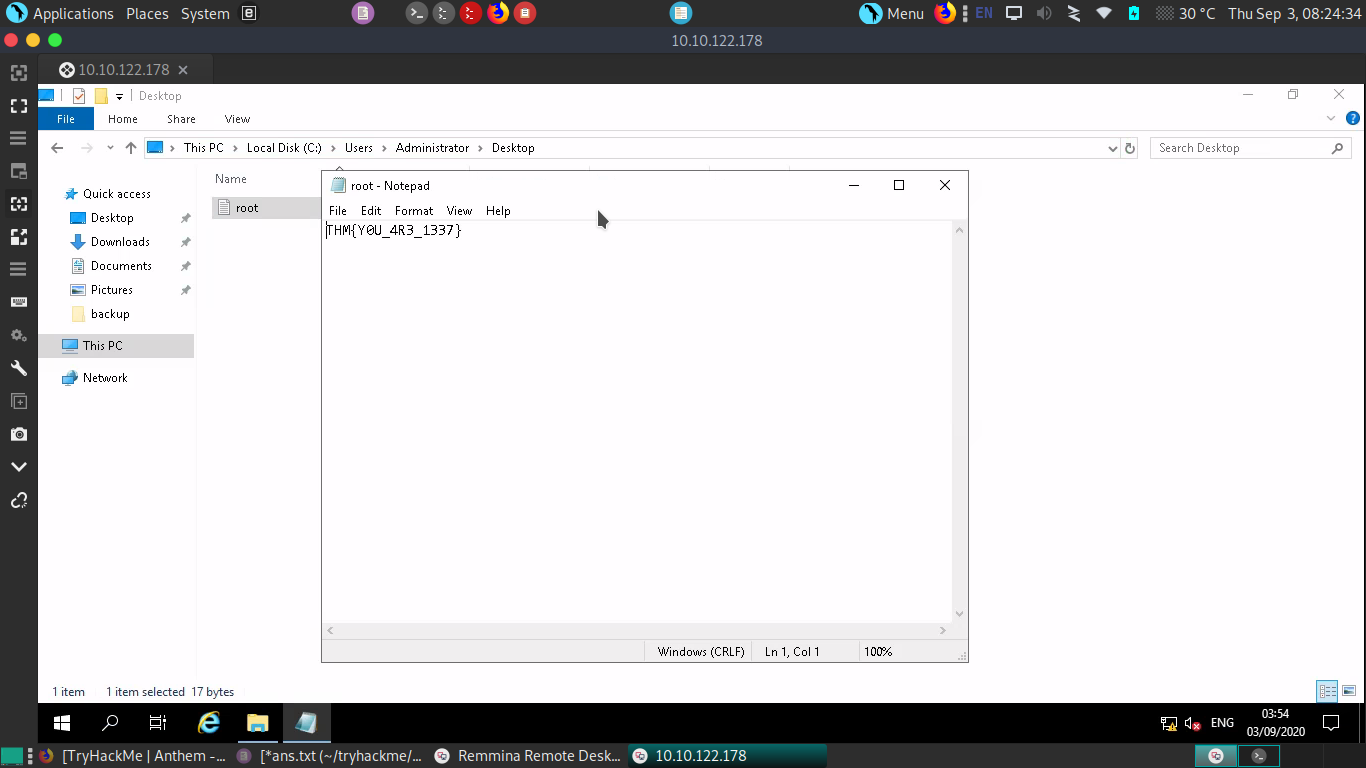 Applications Places System
Menu EN 30 °C Thu Sep 3, 08:24:34
10.10.122.178
10.10.122.178
Desktop
File Home Share View
This PC Local Disk (C:) Users Administrator Desktop
Search Desktop
Name
Quick access
Desktop
Downloads
Documents
Pictures
backup
This PC
Network
root
root - Notepad
File Edit Format View Help
THM{Y0U_4R3_1337}
Windows (CRLF) Ln 1, Col 1 100%
1 item 1 item selected 17 bytes
ENG
03:54
03/09/2020
[TryHackMe | Anthem -... [*ans.txt (~/tryhackme/... Remmina Remote Desk... 10.10.122.178